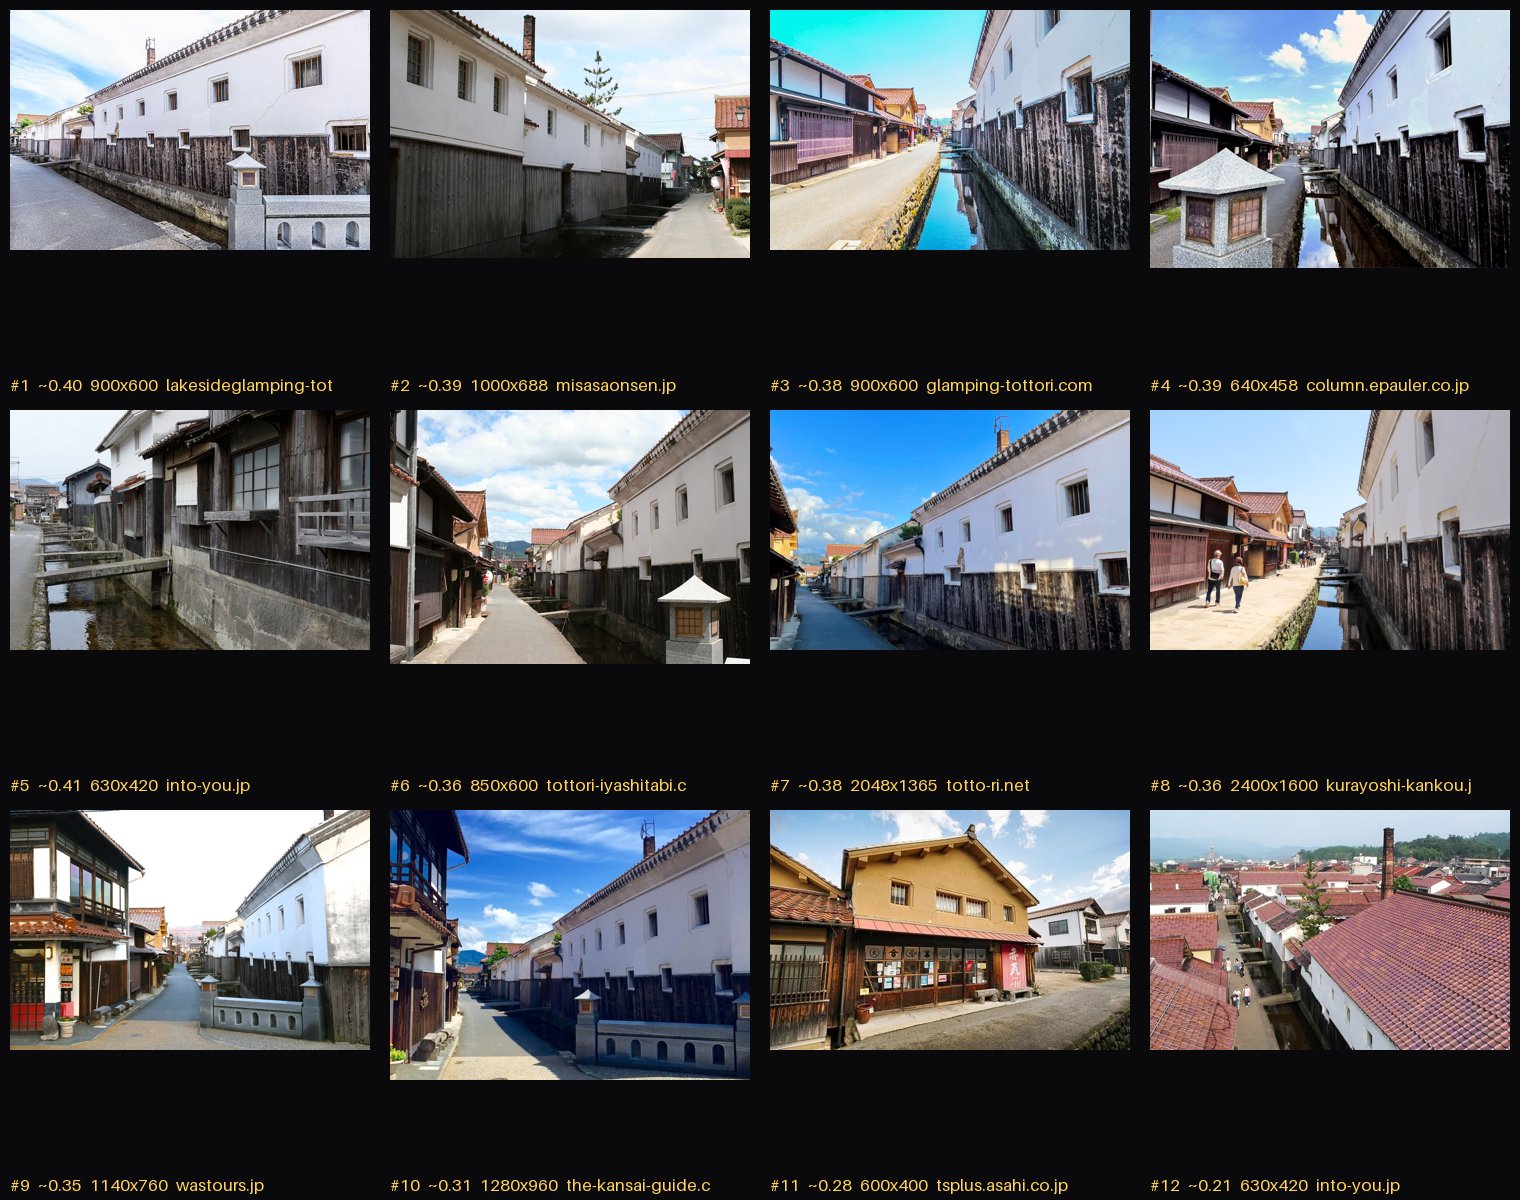 #1 ~0.40 900x600 lakesideglamping-tot
#2 ~0.39 1000x688 misasaonsen.jp
#3 ~0.38 900x600 glamping-tottori.com
#4 ~0.39 640x458 column.epauler.co.jp
#5 ~0.41 630x420 into-you.jp
#6 ~0.36 850x600 tottori-iyashitabi.c
#7 ~0.38 2048x1365 totto-ri.net
#8 ~0.36 2400x1600 kurayoshi-kankou.j
#9 ~0.35 1140x760 wastours.jp
#10 ~0.31 1280x960 the-kansai-guide.c
赤瓦
#11 ~0.28 600x400 tsplus.asahi.co.jp
#12 ~0.21 630x420 into-you.jp